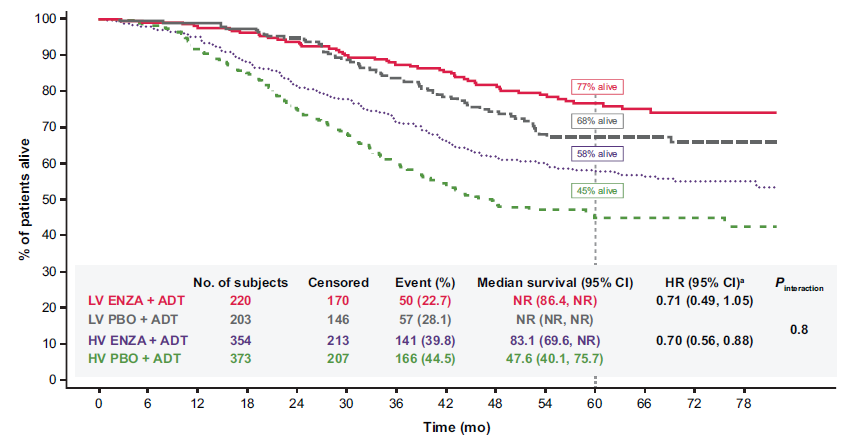 100
90
80
70
60
50
40
30
20
10
0
% of patients alive
77% alive
68% alive
58% alive
45% alive
No. of subjects Censored Event (%) Median survival (95% CI) HR (95% CI)ᵃ P interaction
LV ENZA + ADT 220 170 50 (22.7) NR (86.4, NR) 0.71 (0.49, 1.05)
LV PBO + ADT 203 146 57 (28.1) NR (NR, NR)
0.8
HV ENZA + ADT 354 213 141 (39.8) 83.1 (69.6, NR) 0.70 (0.56, 0.88)
HV PBO + ADT 373 207 166 (44.5) 47.6 (40.1, 75.7)
0 6 12 18 24 30 36 42 48 54 60 66 72 78
Time (mo)